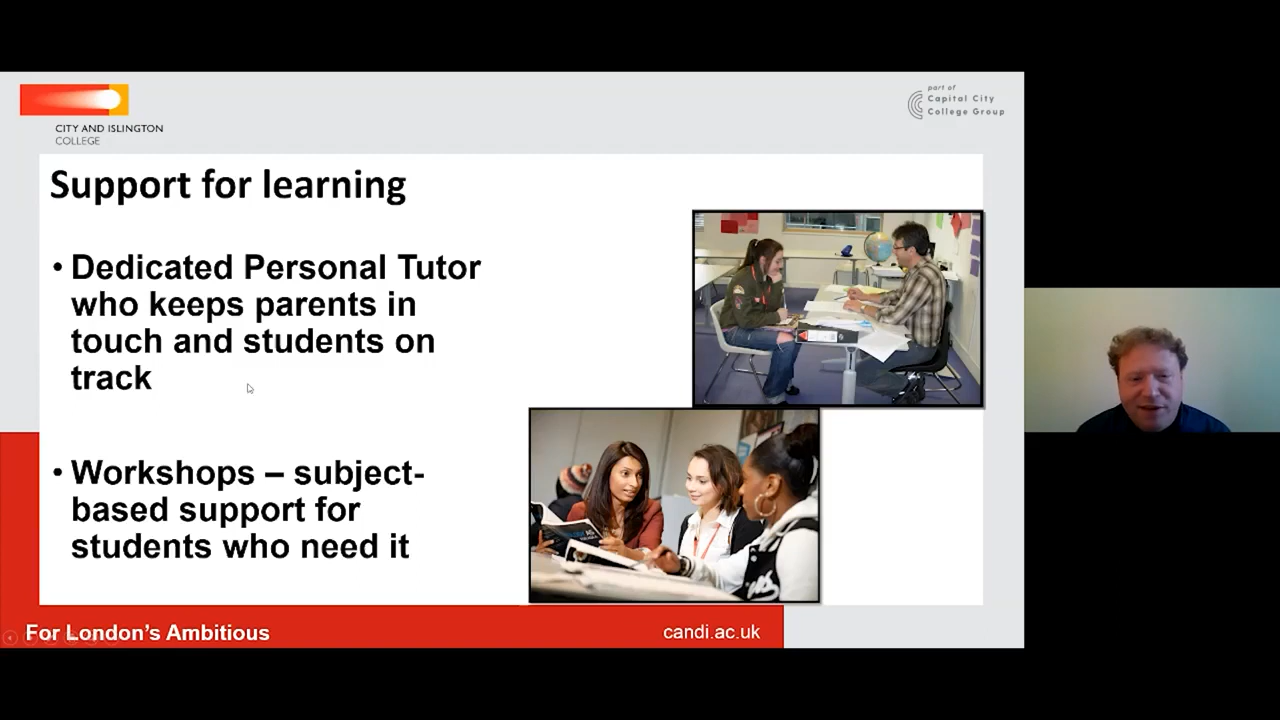 CITY AND ISLINGTON
COLLEGE
part of
Capital City
College Group
Support for learning
• Dedicated Personal Tutor
who keeps parents in
touch and students on
track
• Workshops – subject-
based support for
students who need it
For London's Ambitious
candi.ac.uk